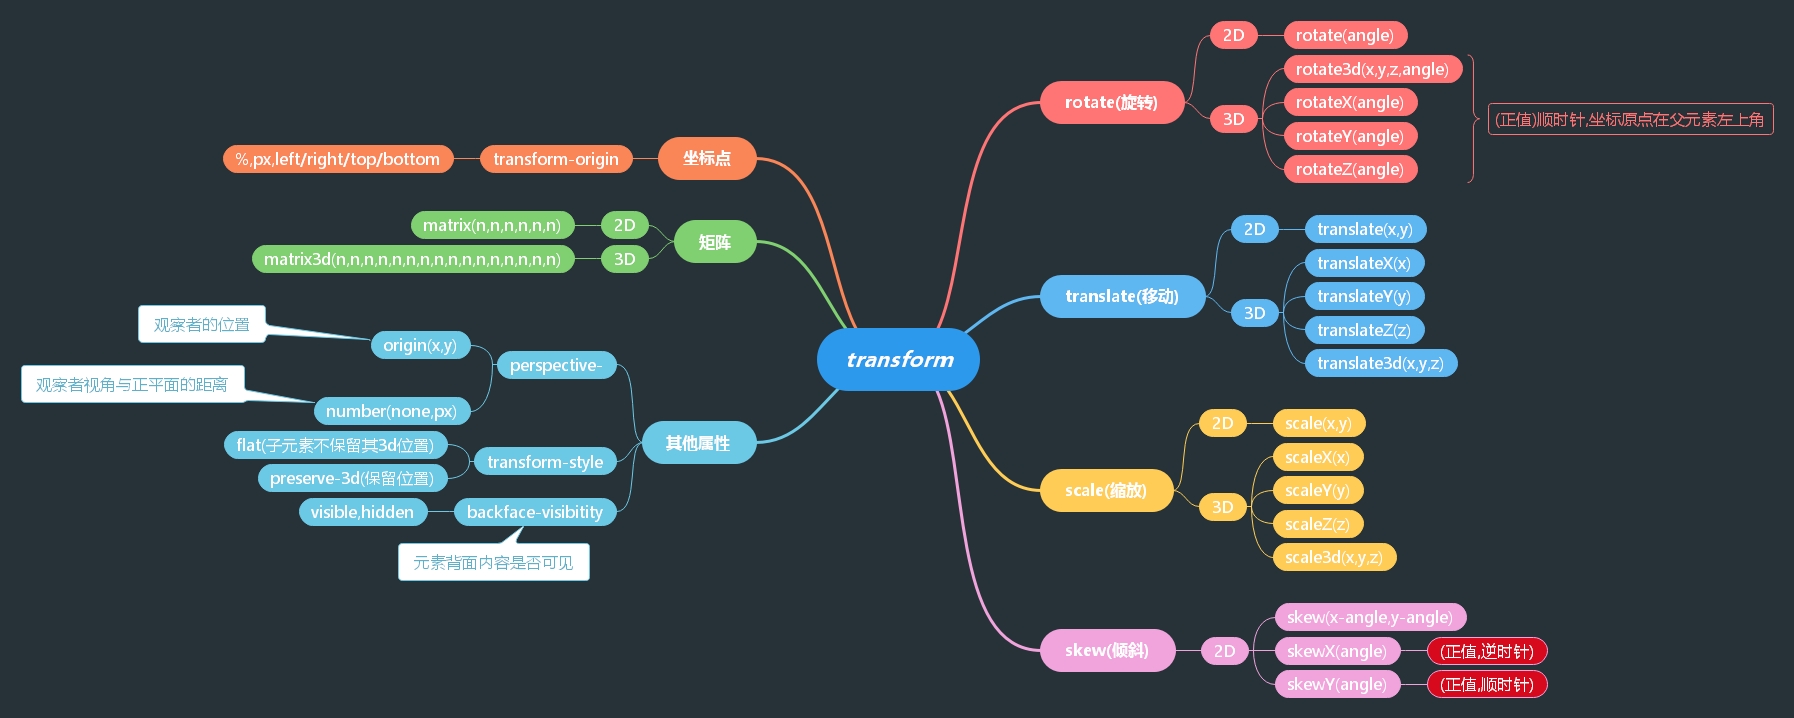 transform
rotate(旋转)
2D
rotate(angle)
3D
rotate3d(x,y,z,angle)
rotateX(angle)
rotateY(angle)
rotateZ(angle)
(正值)顺时针,坐标原点在父元素左上角
translate(移动)
2D
translate(x,y)
3D
translateX(x)
translateY(y)
translateZ(z)
translate3d(x,y,z)
scale(缩放)
2D
scale(x,y)
3D
scaleX(x)
scaleY(y)
scaleZ(z)
scale3d(x,y,z)
skew(倾斜)
2D
skew(x-angle,y-angle)
skewX(angle)
(正值,逆时针)
skewY(angle)
(正值,顺时针)
坐标点
transform-origin
%,px,left/right/top/bottom
矩阵
2D
matrix(n,n,n,n,n,n)
3D
matrix3d(n,n,n,n,n,n,n,n,n,n,n,n,n,n,n,n)
其他属性
perspective-
origin(x,y)
观察者的位置
number(none,px)
观察者视角与正平面的距离
transform-style
flat(子元素不保留其3d位置)
preserve-3d(保留位置)
backface-visibitity
visible,hidden
元素背面内容是否可见